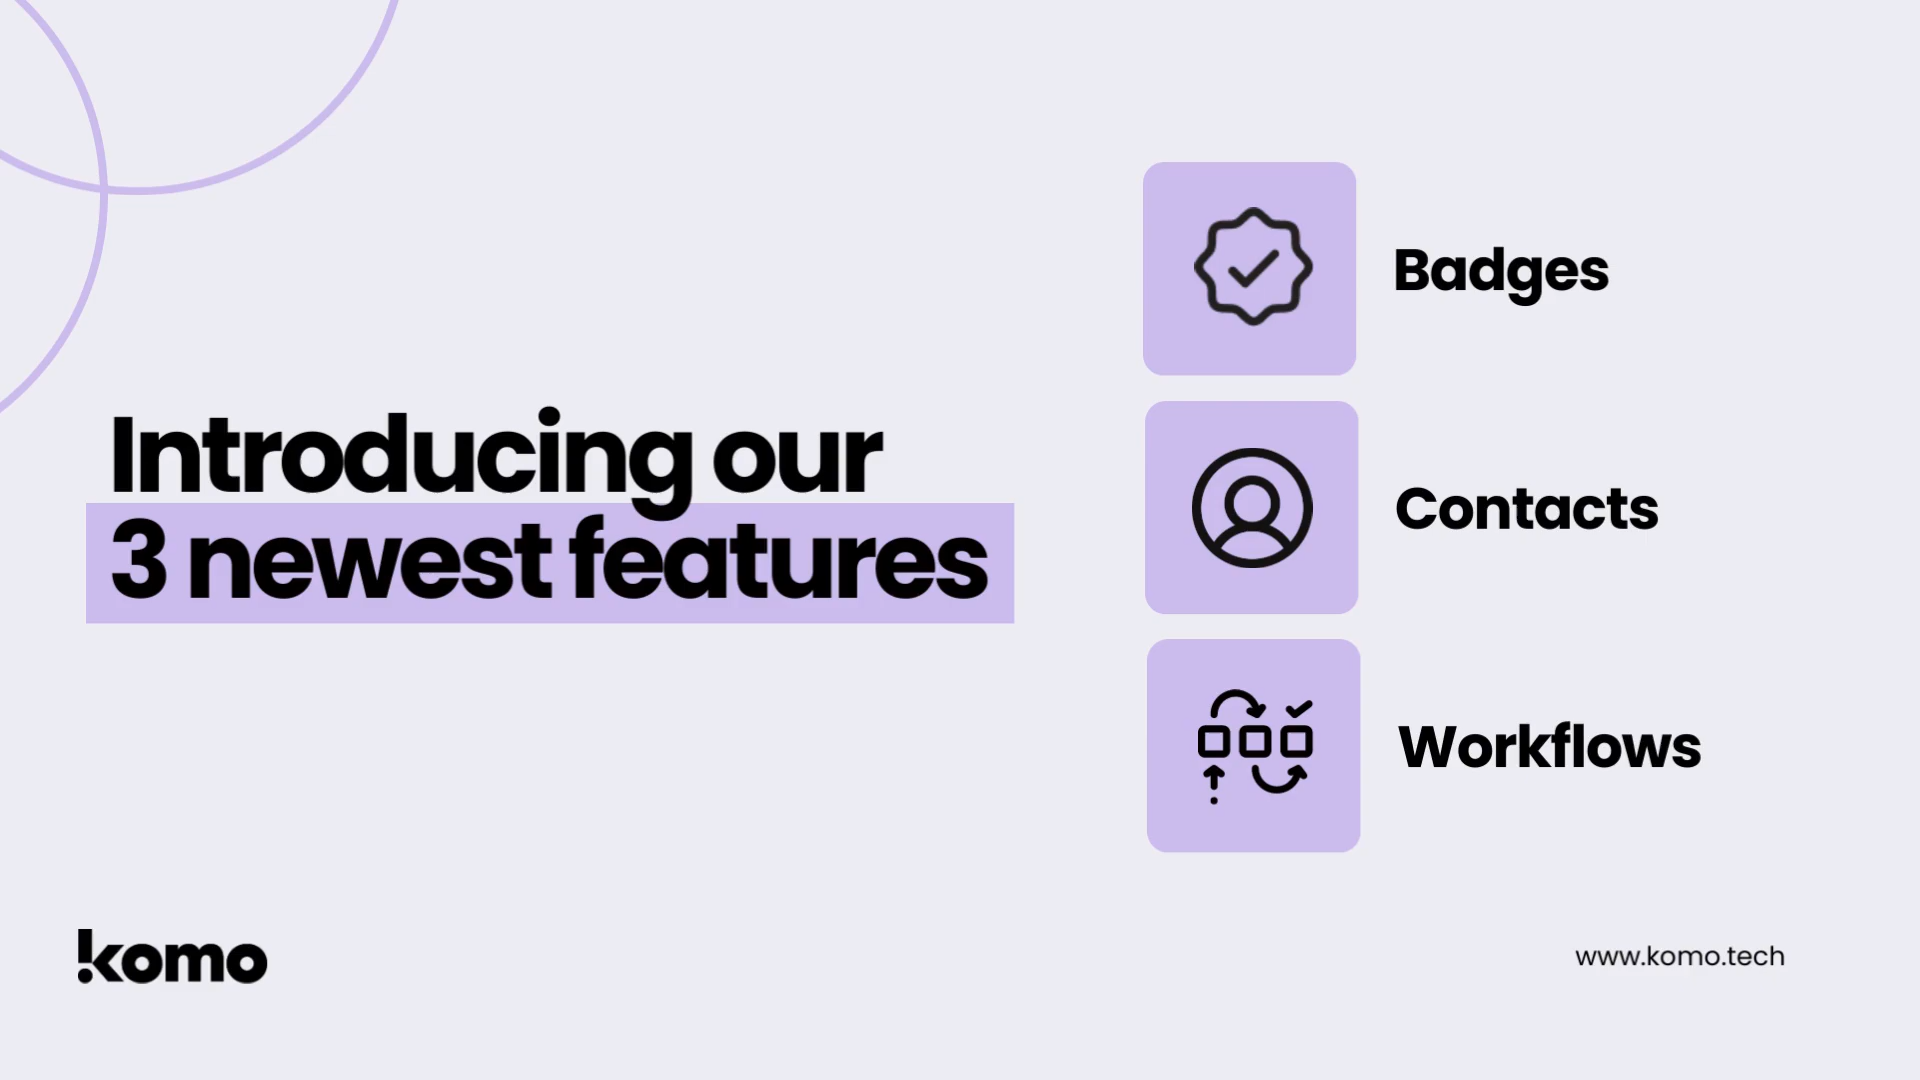 Introducing our
3 newest features
Badges
Contacts
Workflows
komo
www.komo.tech